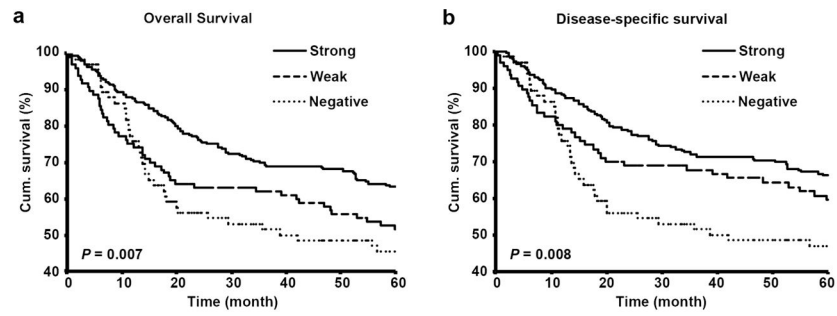 a
Overall Survival
100
90
80
70
60
50
40
Cum. survival (%)
Strong
Weak
Negative
P = 0.007
0
10
20
30
40
50
60
Time (month)
b
Disease-specific survival
100
90
80
70
60
50
40
Cum. survival (%)
Strong
Weak
Negative
P = 0.008
0
10
20
30
40
50
60
Time (month)